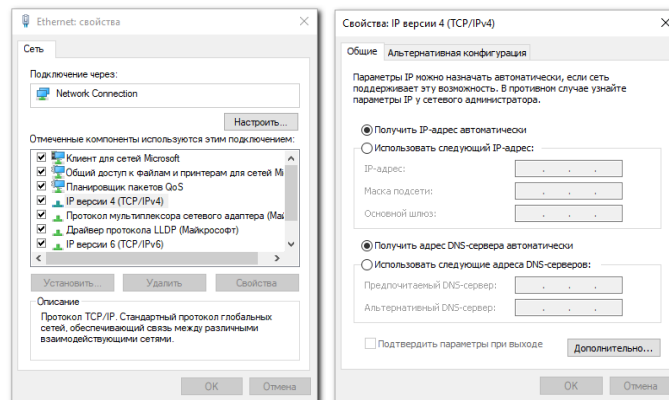 Ethernet: свойства
Сеть
Подключение через:
Network Connection
Настроить...
Отмеченные компоненты используются этим подключением:
Клиент для сетей Microsoft
Общий доступ к файлам и принтерам для сетей Mi
Планировщик пакетов QoS
IP версии 4 (TCP/IPv4)
Протокол мультиплексора сетевого адаптера (Май
Драйвер протокола LLDP (Майкрософт)
IP версии 6 (TCP/IPv6)
Установить...
Удалить
Свойства
Описание
Протокол TCP/IP. Стандартный протокол глобальных
сетей, обеспечивающий связь между различными
взаимодействующими сетями.
OK
Отмена
Свойства: IP версии 4 (TCP/IPv4)
Общие
Альтернативная конфигурация
Параметры IP можно назначать автоматически, если сеть
поддерживает эту возможность. В противном случае узнайте
параметры IP у сетевого администратора.
Получить IP-адрес автоматически
Использовать следующий IP-адрес:
IP-адрес:
Маска подсети:
Основной шлюз:
Получить адрес DNS-сервера автоматически
Использовать следующие адреса DNS-серверов:
Предпочитаемый DNS-сервер:
Альтернативный DNS-сервер:
Подтвердить параметры при выходе
Дополнительно...
OK
Отмена